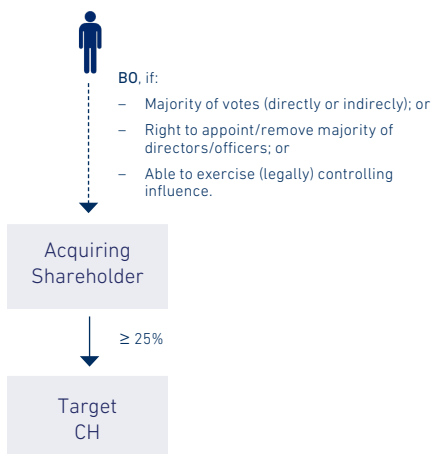 BO, if:
– Majority of votes (directly or indirecly); or
– Right to appoint/remove majority of
directors/officers; or
– Able to exercise (legally) controlling
influence.
Acquiring
Shareholder
≥ 25%
Target
CH